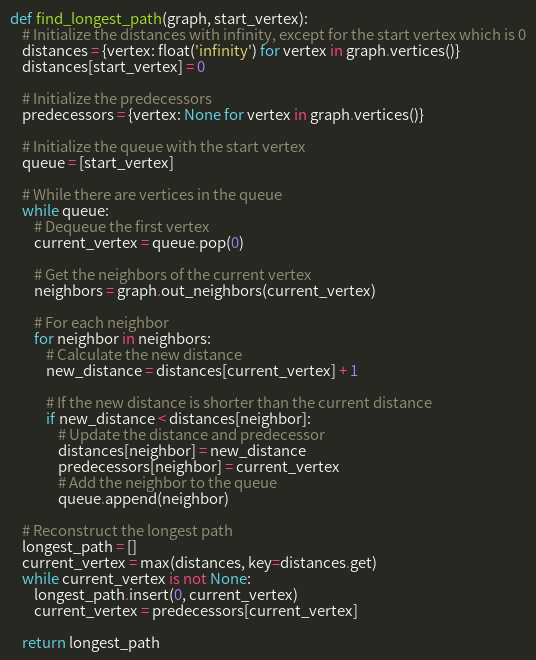 def find_longest_path(graph, start_vertex):
    # Initialize the distances with infinity, except for the start vertex which is 0
    distances = {vertex: float('infinity') for vertex in graph.vertices()}
    distances[start_vertex] = 0

    # Initialize the predecessors
    predecessors = {vertex: None for vertex in graph.vertices()}

    # Initialize the queue with the start vertex
    queue = [start_vertex]

    # While there are vertices in the queue
    while queue:
        # Dequeue the first vertex
        current_vertex = queue.pop(0)

        # Get the neighbors of the current vertex
        neighbors = graph.out_neighbors(current_vertex)

        # For each neighbor
        for neighbor in neighbors:
            # Calculate the new distance
            new_distance = distances[current_vertex] + 1

            # If the new distance is shorter than the current distance
            if new_distance < distances[neighbor]:
                # Update the distance and predecessor
                distances[neighbor] = new_distance
                predecessors[neighbor] = current_vertex
                # Add the neighbor to the queue
                queue.append(neighbor)

    # Reconstruct the longest path
    longest_path = []
    current_vertex = max(distances, key=distances.get)
    while current_vertex is not None:
        longest_path.insert(0, current_vertex)
        current_vertex = predecessors[current_vertex]

    return longest_path